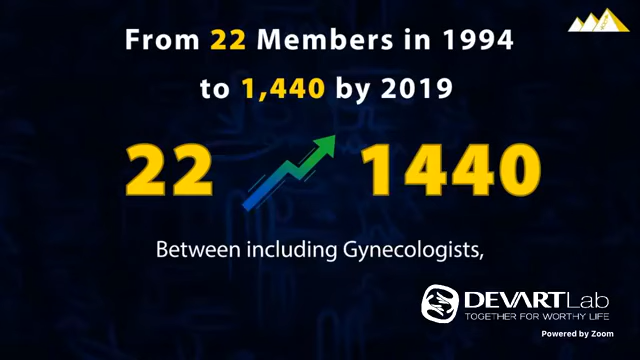 From 22 Members in 1994
to 1,440 by 2019
22 1440
Between including Gynecologists,
DEVARTLab
TOGETHER FOR WORTHY LIFE
Powered by Zoom